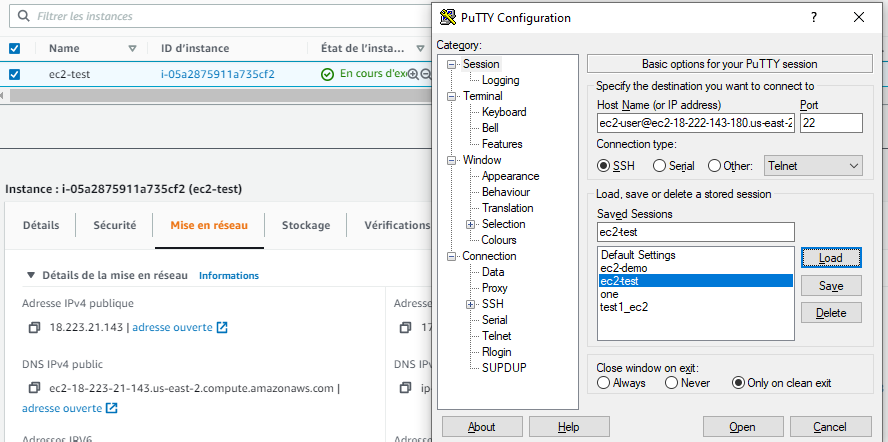 Filtrer les instances
Name
ID d'instance
État de l'insta...
ec2-test
i-05a2875911a735cf2
En cours d'exé
Instance : i-05a2875911a735cf2 (ec2-test)
Détails
Sécurité
Mise en réseau
Stockage
Vérifications
Détails de la mise en réseau
Informations
Adresse IPv4 publique
18.223.21.143 | adresse ouverte
DNS IPv4 public
ec2-18-223-21-143.us-east-2.compute.amazonaws.com |
adresse ouverte
Adresses IPV6
Adres
17
DNS I
ip-
PuTTY Configuration
?
Category:
Session
Logging
Terminal
Keyboard
Bell
Features
Window
Appearance
Behaviour
Translation
Selection
Colours
Connection
Data
Proxy
SSH
Serial
Telnet
Rlogin
SUPDUP
Basic options for your PuTTY session
Specify the destination you want to connect to
Host Name (or IP address)
Port
ec2-user@ec2-18-222-143-180.us-east-2
22
Connection type:
SSH
Serial
Other:
Telnet
Load, save or delete a stored session
Saved Sessions
ec2-test
Default Settings
ec2-demo
ec2-test
one
test1_ec2
Load
Save
Delete
Close window on exit:
Always
Never
Only on clean exit
About
Help
Open
Cancel